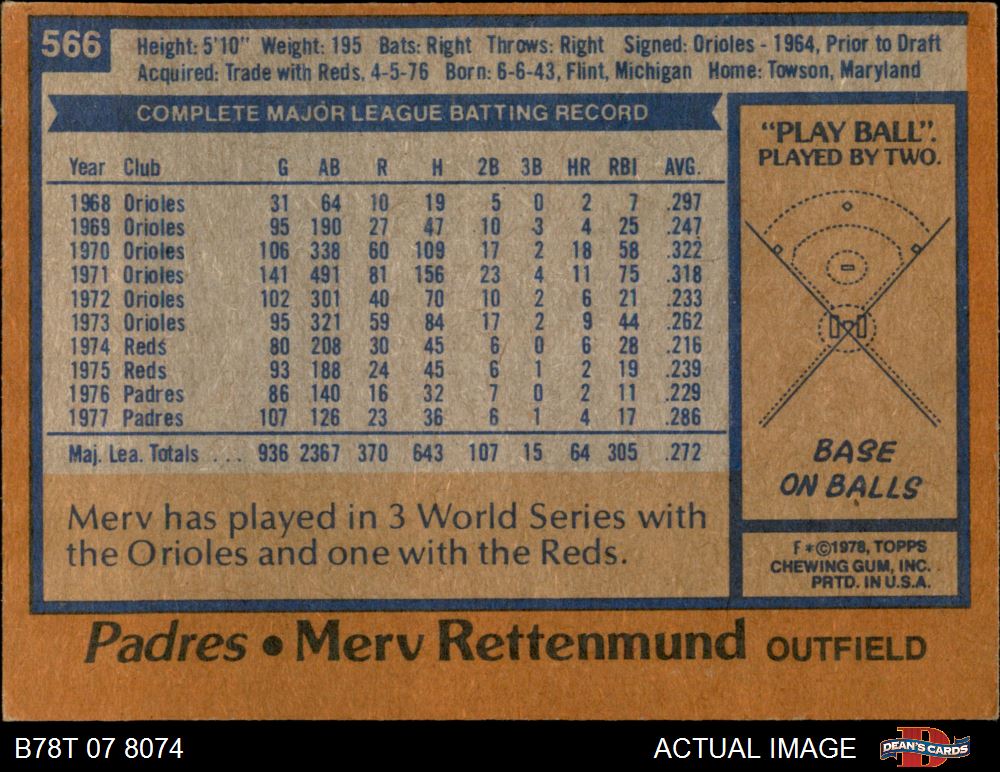 566
Height: 5'10" Weight: 195 Bats: Right Throws: Right Signed: Orioles - 1964, Prior to Draft
Acquired: Trade with Reds, 4-5-76 Born: 6-6-43, Flint, Michigan Home: Towson, Maryland
COMPLETE MAJOR LEAGUE BATTING RECORD
Year Club G AB R H 2B 3B HR RBI AVG.
1968 Orioles 31 64 10 19 5 0 2 7 .297
1969 Orioles 95 190 27 47 10 3 4 25 .247
1970 Orioles 106 338 60 109 17 2 18 58 .322
1971 Orioles 141 491 81 156 23 4 11 75 .318
1972 Orioles 102 301 40 70 10 2 6 21 .233
1973 Orioles 95 321 59 84 17 2 9 44 .262
1974 Reds 80 208 30 45 6 0 6 28 .216
1975 Reds 93 188 24 45 6 1 2 19 .239
1976 Padres 86 140 16 32 7 0 2 11 .229
1977 Padres 107 126 23 36 6 1 4 17 .286
Maj. Lea. Totals ... 936 2367 370 643 107 15 64 305 .272
Merv has played in 3 World Series with
the Orioles and one with the Reds.
"PLAY BALL".
PLAYED BY TWO.
BASE
ON BALLS
F*©1978, TOPPS
CHEWING GUM, INC.
PRTD. IN U.S.A.
Padres • Merv Rettenmund OUTFIELD
B78T 07 8074
ACTUAL IMAGE
D
DEAN'S CARDS